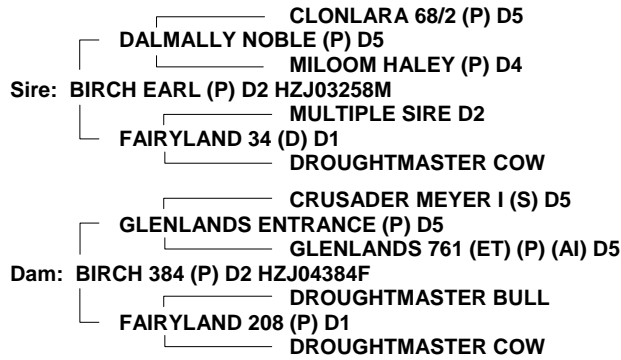 CLONLARA 68/2 (P) D5
DALMALLY NOBLE (P) D5
MILOOM HALEY (P) D4
Sire: BIRCH EARL (P) D2 HZJ03258M
MULTIPLE SIRE D2
FAIRYLAND 34 (D) D1
DROUGHTMASTER COW
CRUSADER MEYER I (S) D5
GLENLANDS ENTRANCE (P) D5
GLENLANDS 761 (ET) (P) (AI) D5
Dam: BIRCH 384 (P) D2 HZJ04384F
DROUGHTMASTER BULL
FAIRYLAND 208 (P) D1
DROUGHTMASTER COW